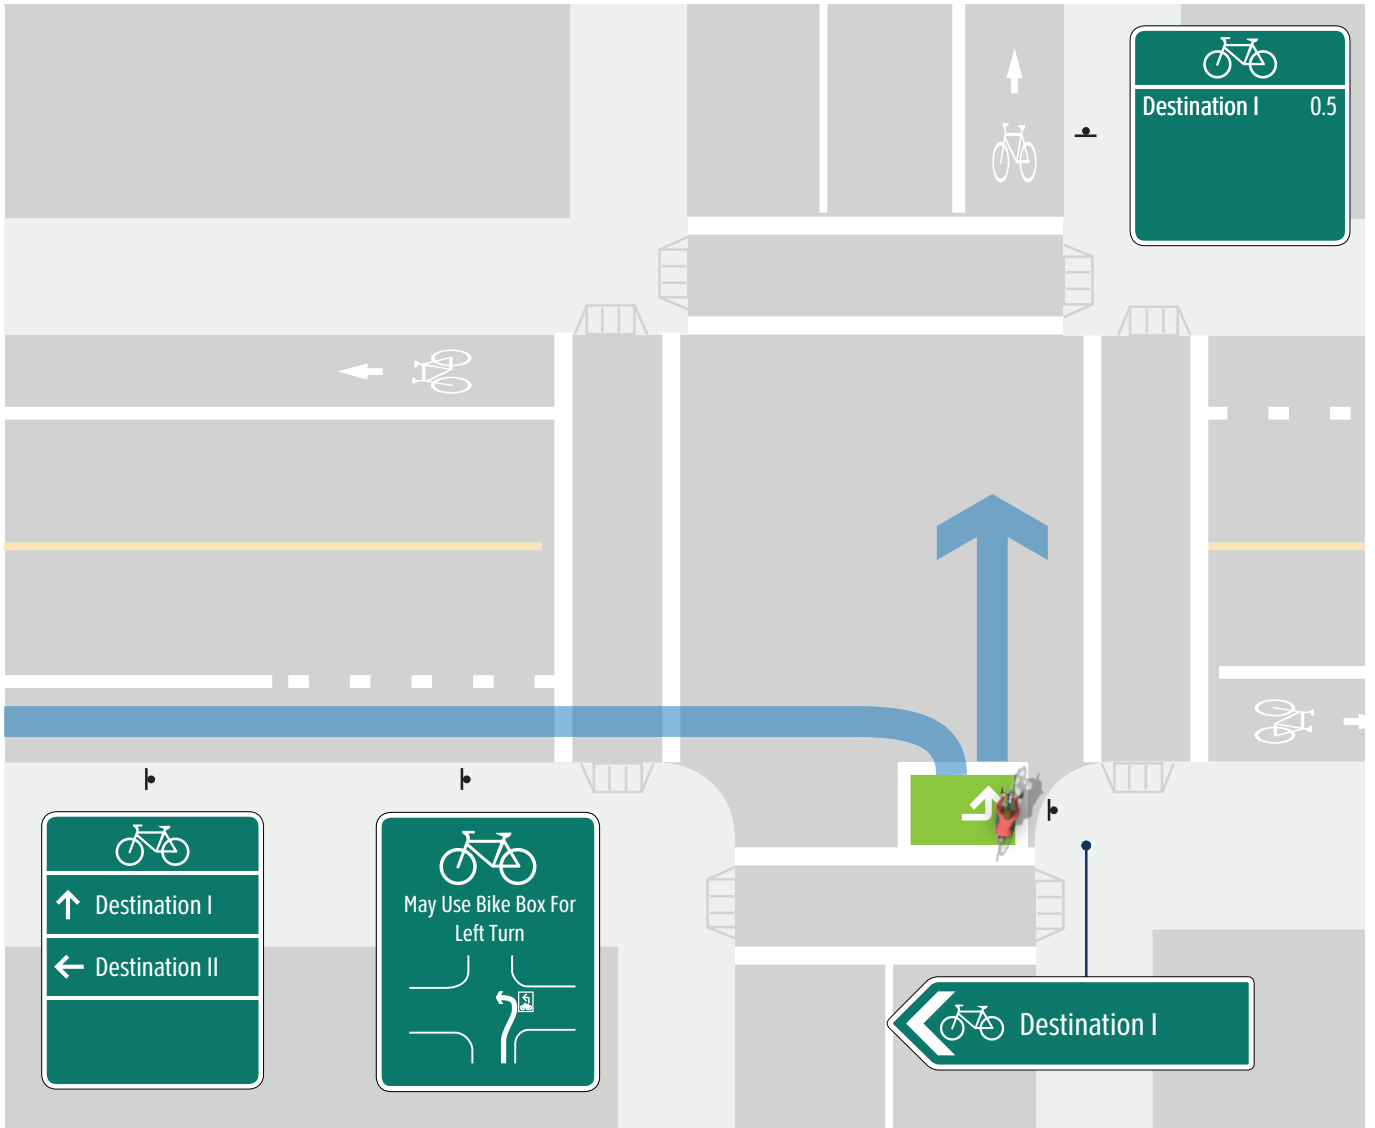 Destination I 0.5
Destination I
Destination II
May Use Bike Box For
Left Turn
Destination I